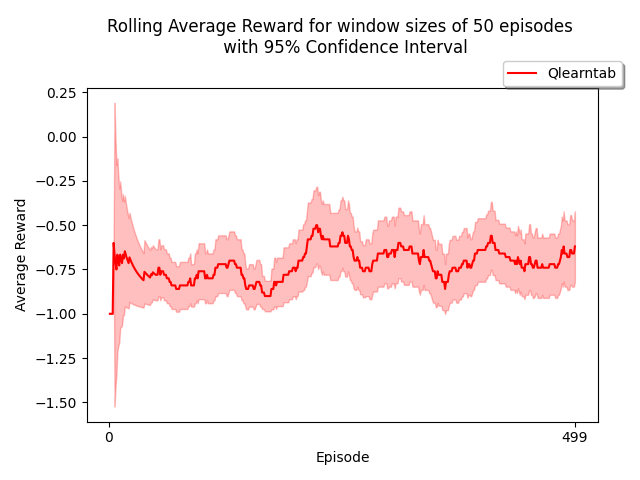 Rolling Average Reward for window sizes of 50 episodes
with 95% Confidence Interval
Qlearntab
0.25
0.00
−0.25
−0.50
−0.75
−1.00
−1.25
−1.50
Average Reward
0
499
Episode